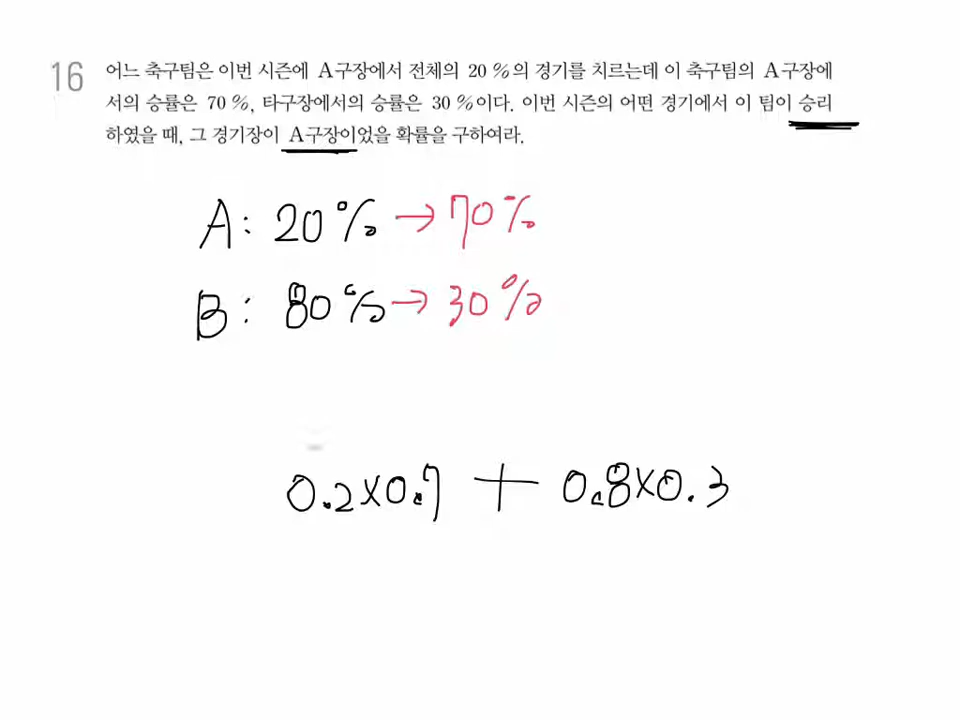 16 어느 축구팀은 이번 시즌에 A구장에서 전체의 20 %의 경기를 치르는데 이 축구팀의 A구장에
서의 승률은 70 %, 타구장에서의 승률은 30 %이다. 이번 시즌의 어떤 경기에서 이 팀이 승리
하였을 때, 그 경기장이 A구장이었을 확률을 구하여라.
A: 20% → 70%
B: 80% → 30%
0.2×0.7 + 0.8×0.3